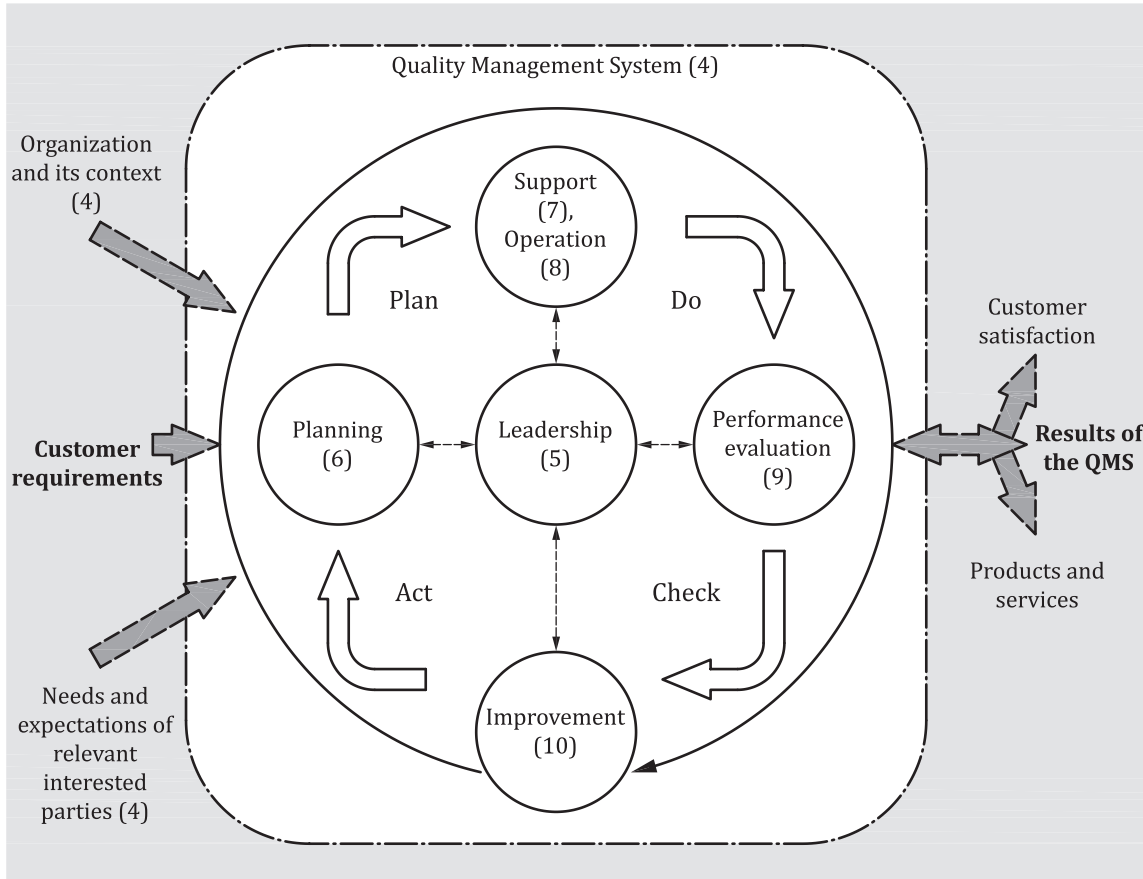 Quality Management System (4)
Organization
and its context
(4)
Support
(7),
Operation
(8)
Plan
Do
Customer
satisfaction
Planning
(6)
Leadership
(5)
Performance
evaluation
(9)
Customer
requirements
Results of
the QMS
Act
Check
Products and
services
Needs and
expectations of
relevant
interested
parties (4)
Improvement
(10)